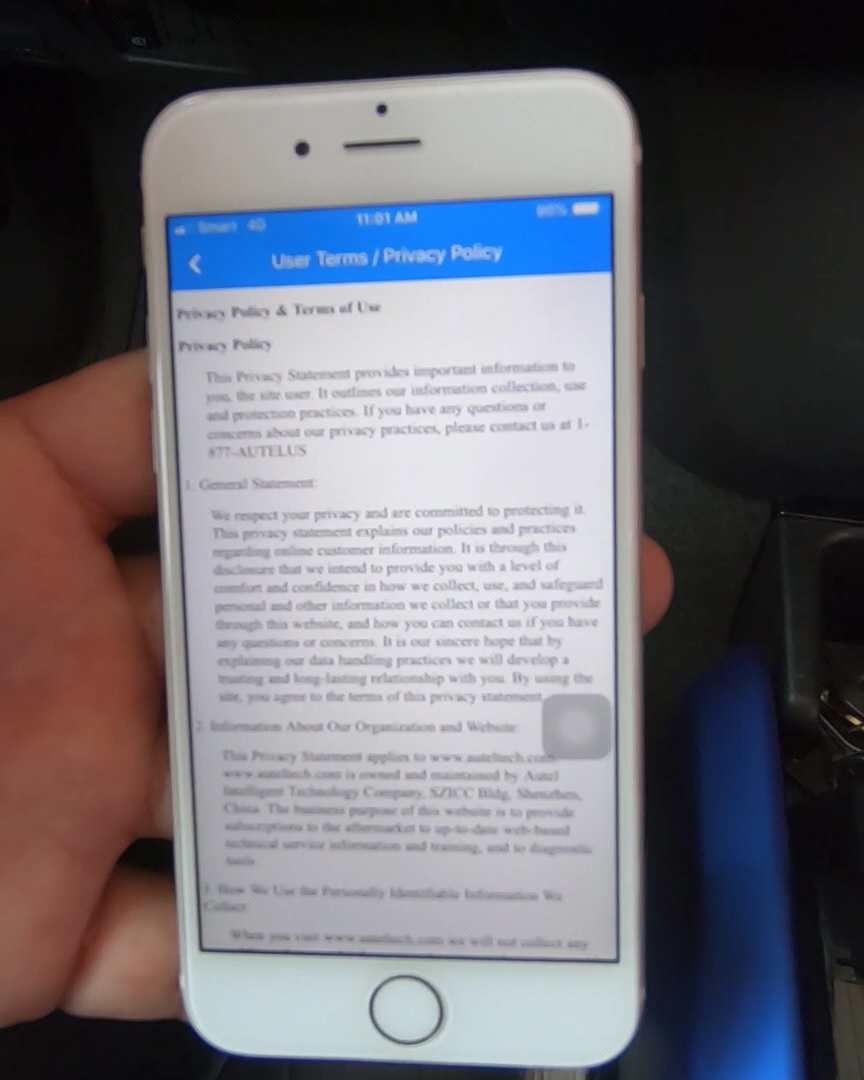 Smart 4G 11:01 AM 96%
User Terms / Privacy Policy
Privacy Policy & Terms of Use
Privacy Policy
This Privacy Statement provides important information to
you, the site user. It outlines our information collection, use
and protection practices. If you have any questions or
concerns about our privacy practices, please contact us at 1-
877-AUTELUS
1. General Statement:
We respect your privacy and are committed to protecting it.
This privacy statement explains our policies and practices
regarding online customer information. It is through this
disclosure that we intend to provide you with a level of
comfort and confidence in how we collect, use, and safeguard
personal and other information we collect or that you provide
through this website, and how you can contact us if you have
any questions or concerns. It is our sincere hope that by
explaining our data handling practices we will develop a
trusting and long-lasting relationship with you. By using the
site, you agree to the terms of this privacy statement.
2. Information About Our Organization and Website:
This Privacy Statement applies to www.auteltech.com
www.auteltech.com is owned and maintained by Autel
Intelligent Technology Company, SZICC Bldg, Shenzhen,
China. The business purpose of this website is to provide
subscriptions to the aftermarket to up-to-date web-based
technical service information and training, and to diagnostic
tools
3. How We Use the Personally Identifiable Information We
Collect:
When you visit www.auteltech.com we will not collect any